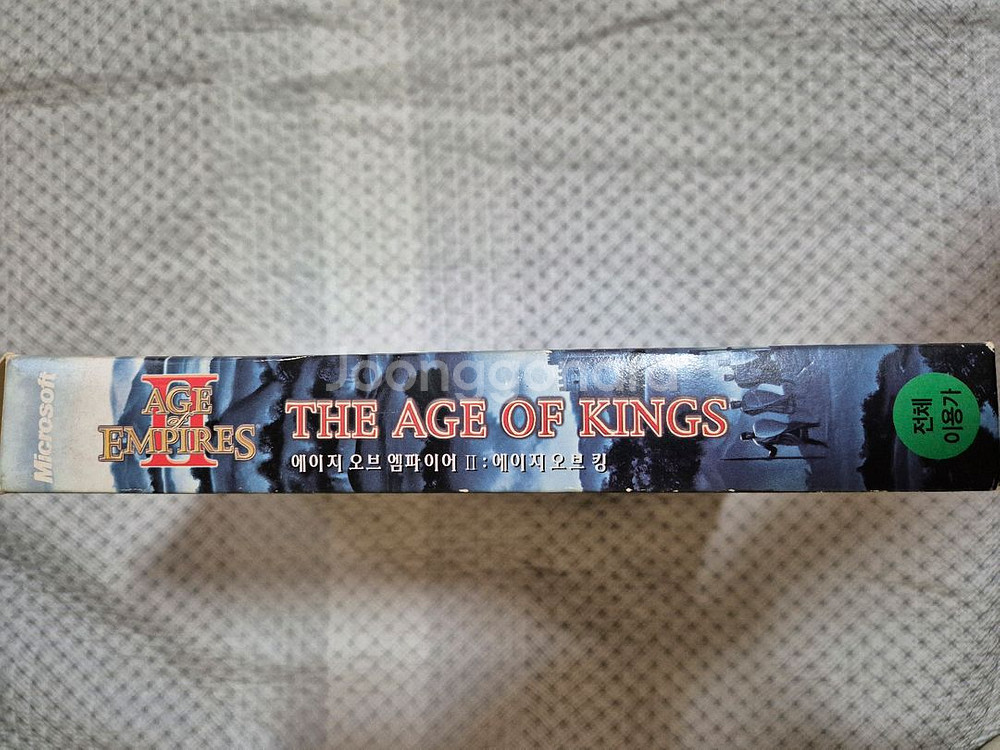 Joonggonara
Microsoft
II
AGE
of
EMPIRES
THE AGE OF KINGS
에이지 오브 엠파이어 II : 에이지 오브 킹
전체
이용가